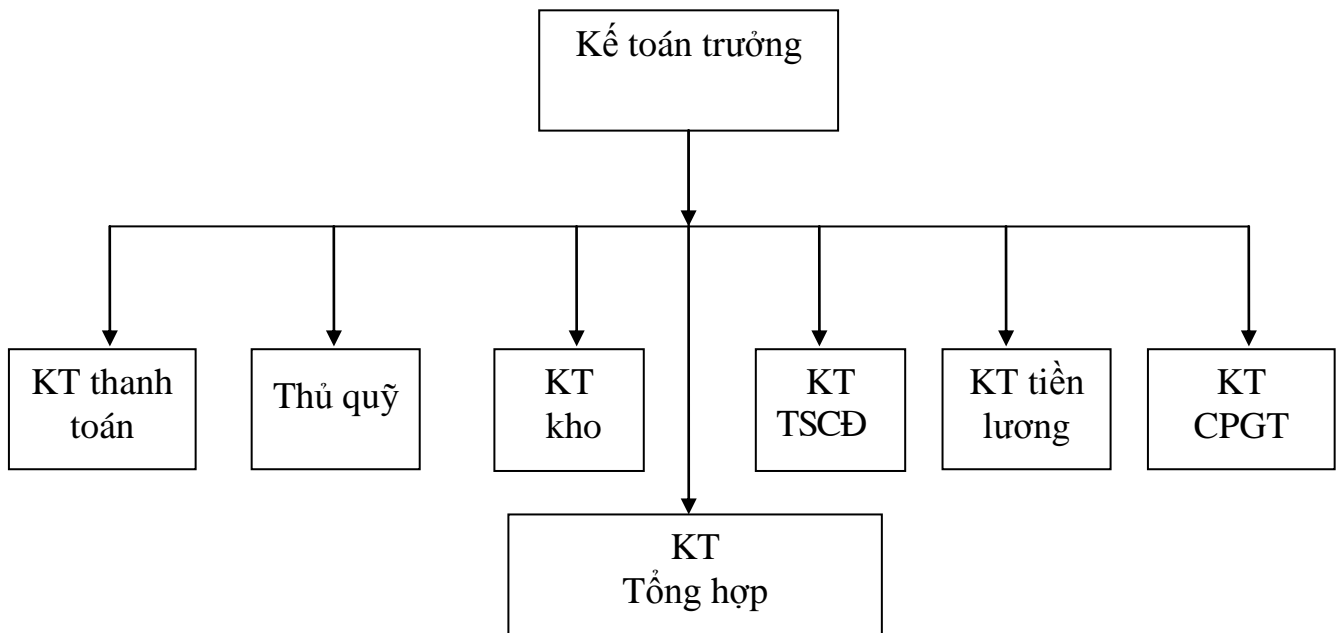 Kế toán trưởng
KT thanh
toán
Thủ quỹ
KT
kho
KT
TSCĐ
KT tiền
lương
KT
CPGT
KT
Tổng hợp